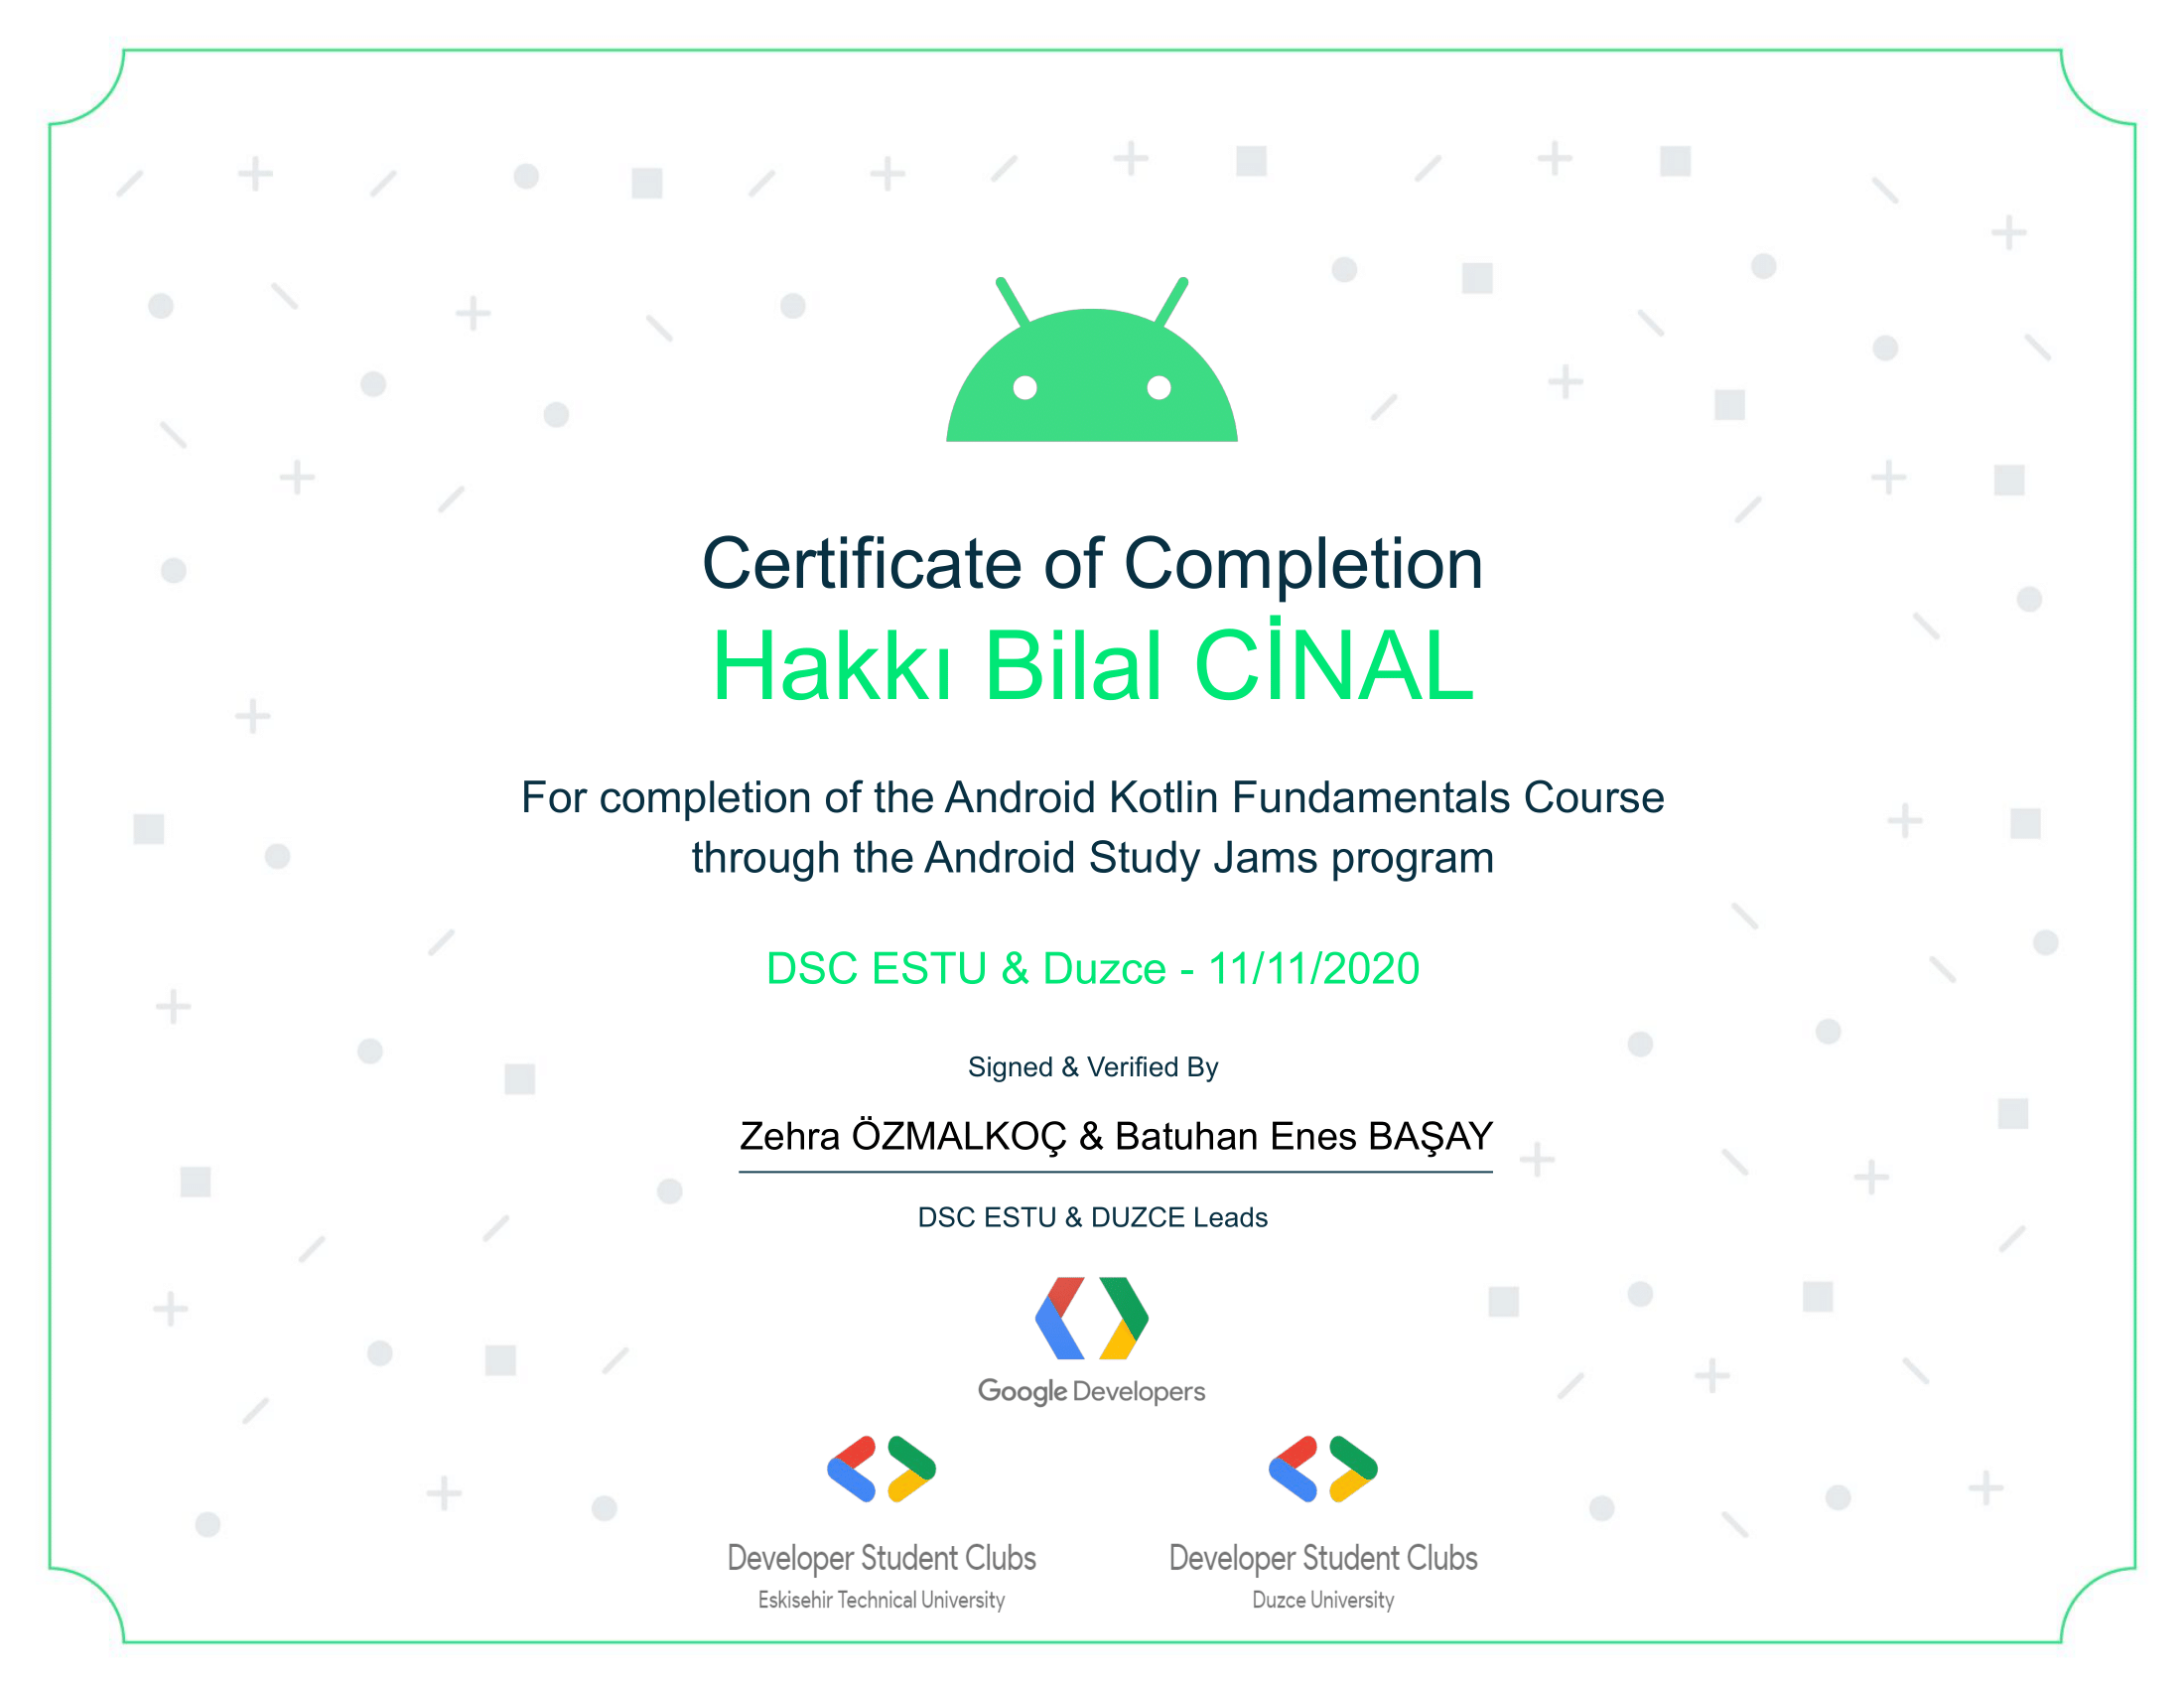 Certificate of Completion
Hakkı Bilal CİNAL
For completion of the Android Kotlin Fundamentals Course
through the Android Study Jams program
DSC ESTU & Duzce - 11/11/2020
Signed & Verified By
Zehra ÖZMALKOÇ & Batuhan Enes BAŞAY
DSC ESTU & DUZCE Leads
Google Developers
Developer Student Clubs
Eskisehir Technical University
Developer Student Clubs
Duzce University